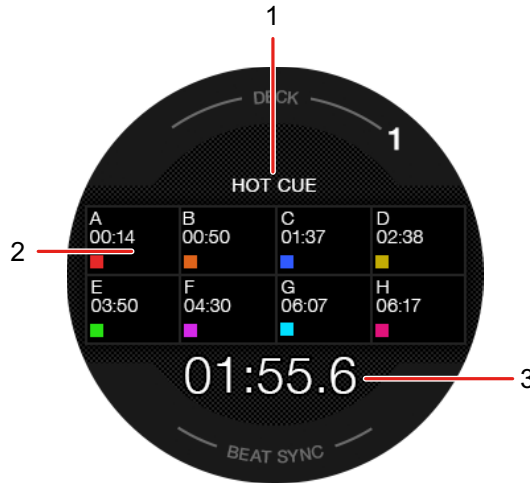 1
DECK
1
HOT CUE
A B C D
00:14 00:50 01:37 02:38
2
E F G H
03:50 04:30 06:07 06:17
01:55.6
3
BEAT SYNC